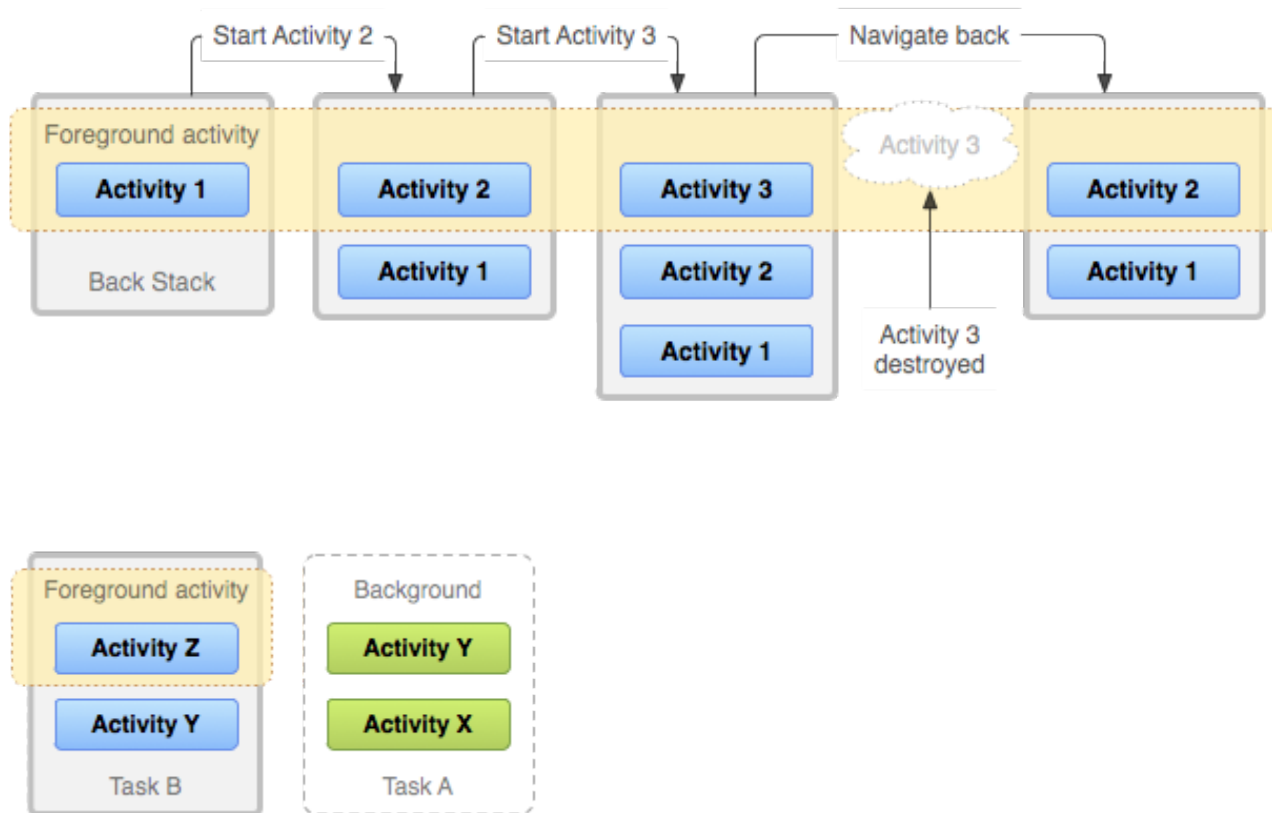 Start Activity 2
Start Activity 3
Navigate back
Foreground activity
Activity 1
Back Stack
Activity 2
Activity 1
Activity 3
Activity 2
Activity 1
Activity 3
Activity 3
destroyed
Activity 2
Activity 1
Foreground activity
Activity Z
Activity Y
Task B
Background
Activity Y
Activity X
Task A